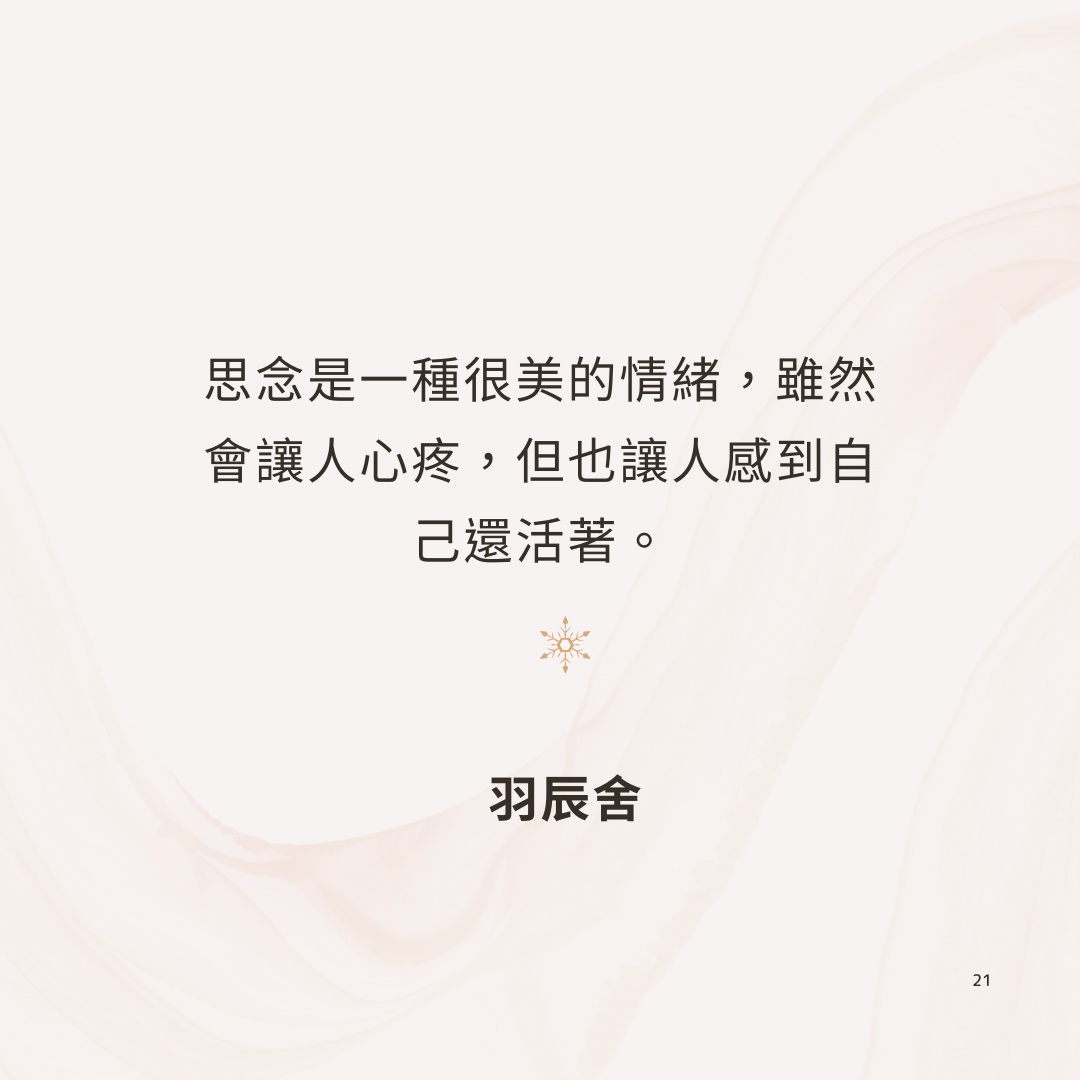 思念是一種很美的情緒，雖然
會讓人心疼，但也讓人感到自
己還活著。
羽辰舍
21